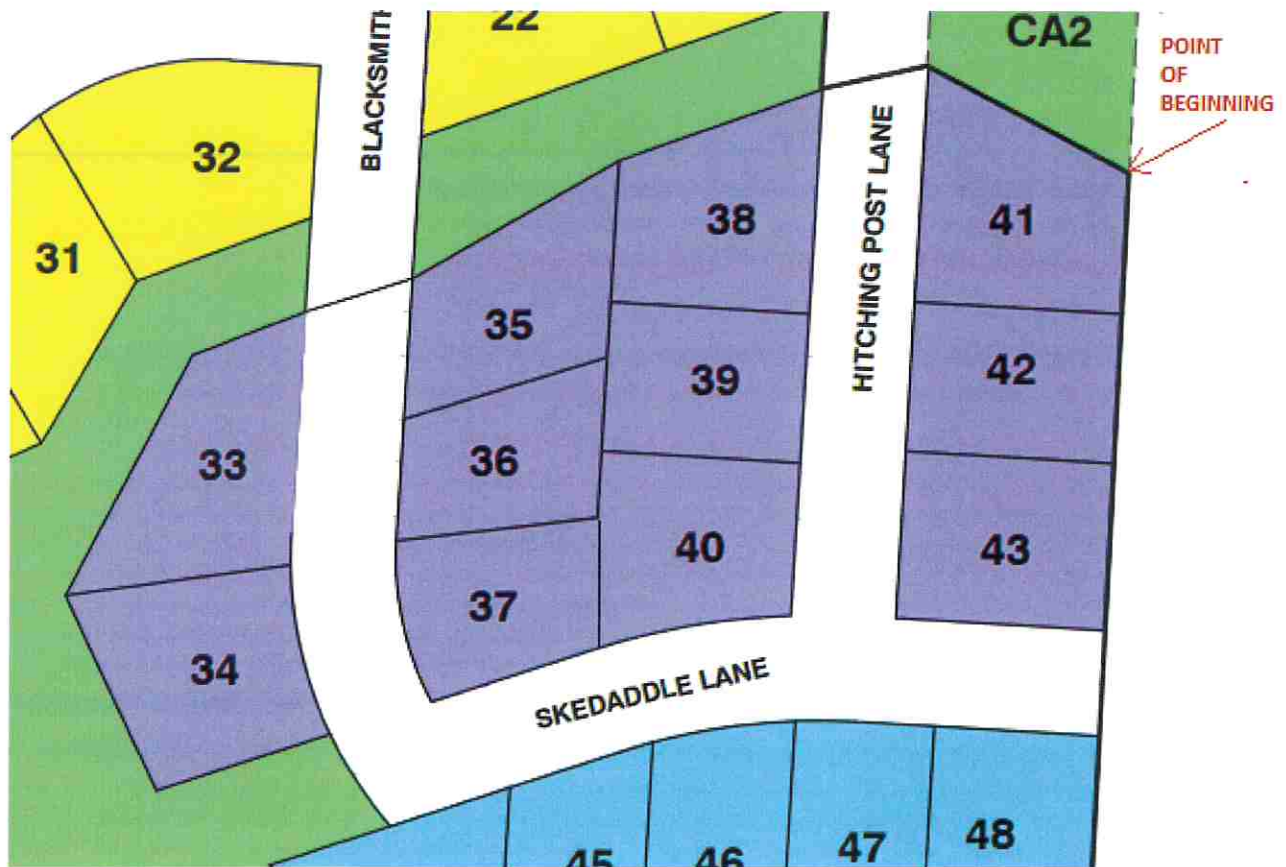 22
CA2
POINT
OF
BEGINNING
BLACKSMITH
32
31
38
41
HITCHING POST LANE
35
39
42
33
36
40
43
37
34
SKEDADDLE LANE
45
46
47
48